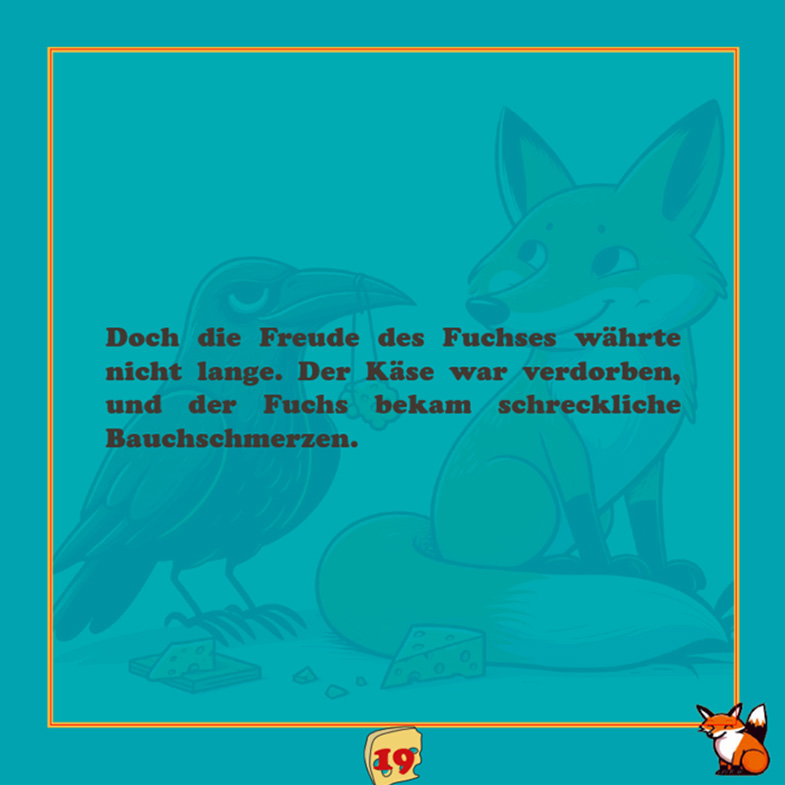 Doch die Freude des Fuchses währte
nicht lange. Der Käse war verdorben,
und der Fuchs bekam schreckliche
Bauchschmerzen.
19